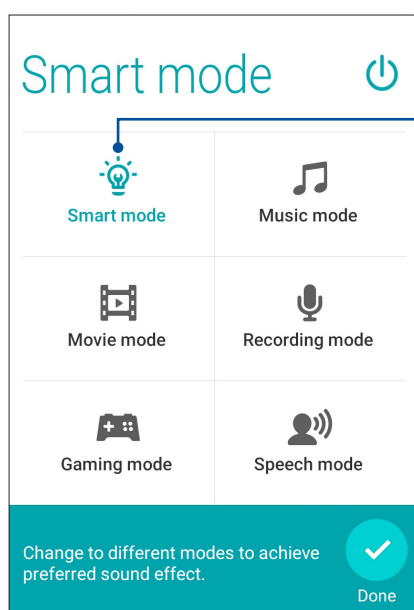 Smart mode
Smart mode
Music mode
Movie mode
Recording mode
Gaming mode
Speech mode
Change to different modes to achieve
preferred sound effect.
Done